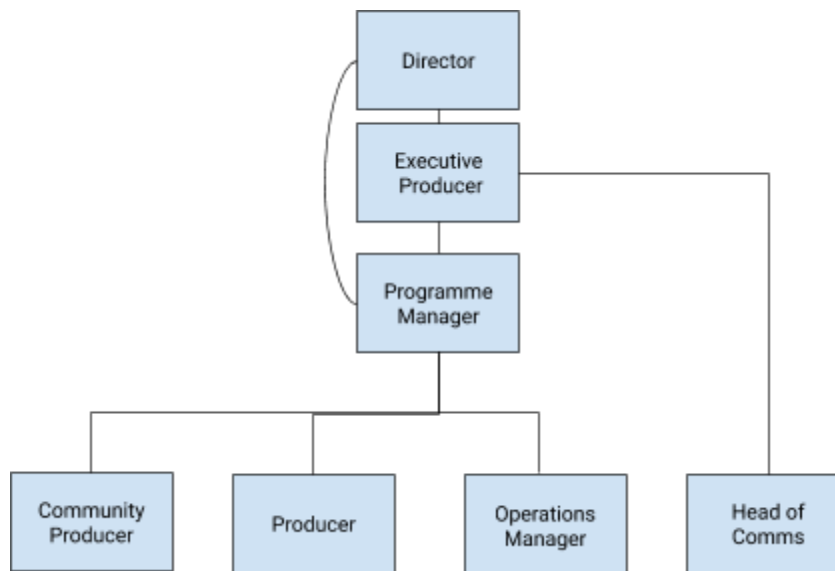 Director
Executive
Producer
Programme
Manager
Community
Producer
Producer
Operations
Manager
Head of
Comms